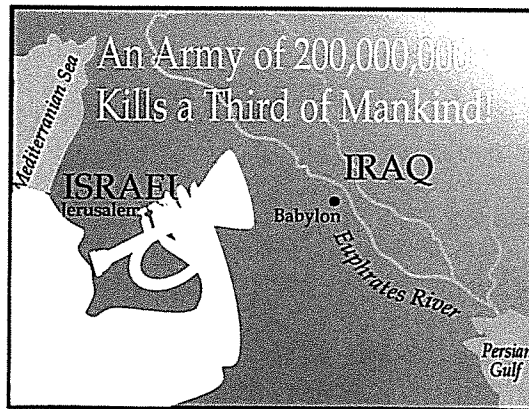 An Army of 200,000,000
Kills a Third of Mankind!
Mediterranian Sea
ISRAEL
Jerusalem
IRAQ
Babylon
Euphrates River
Persian
Gulf